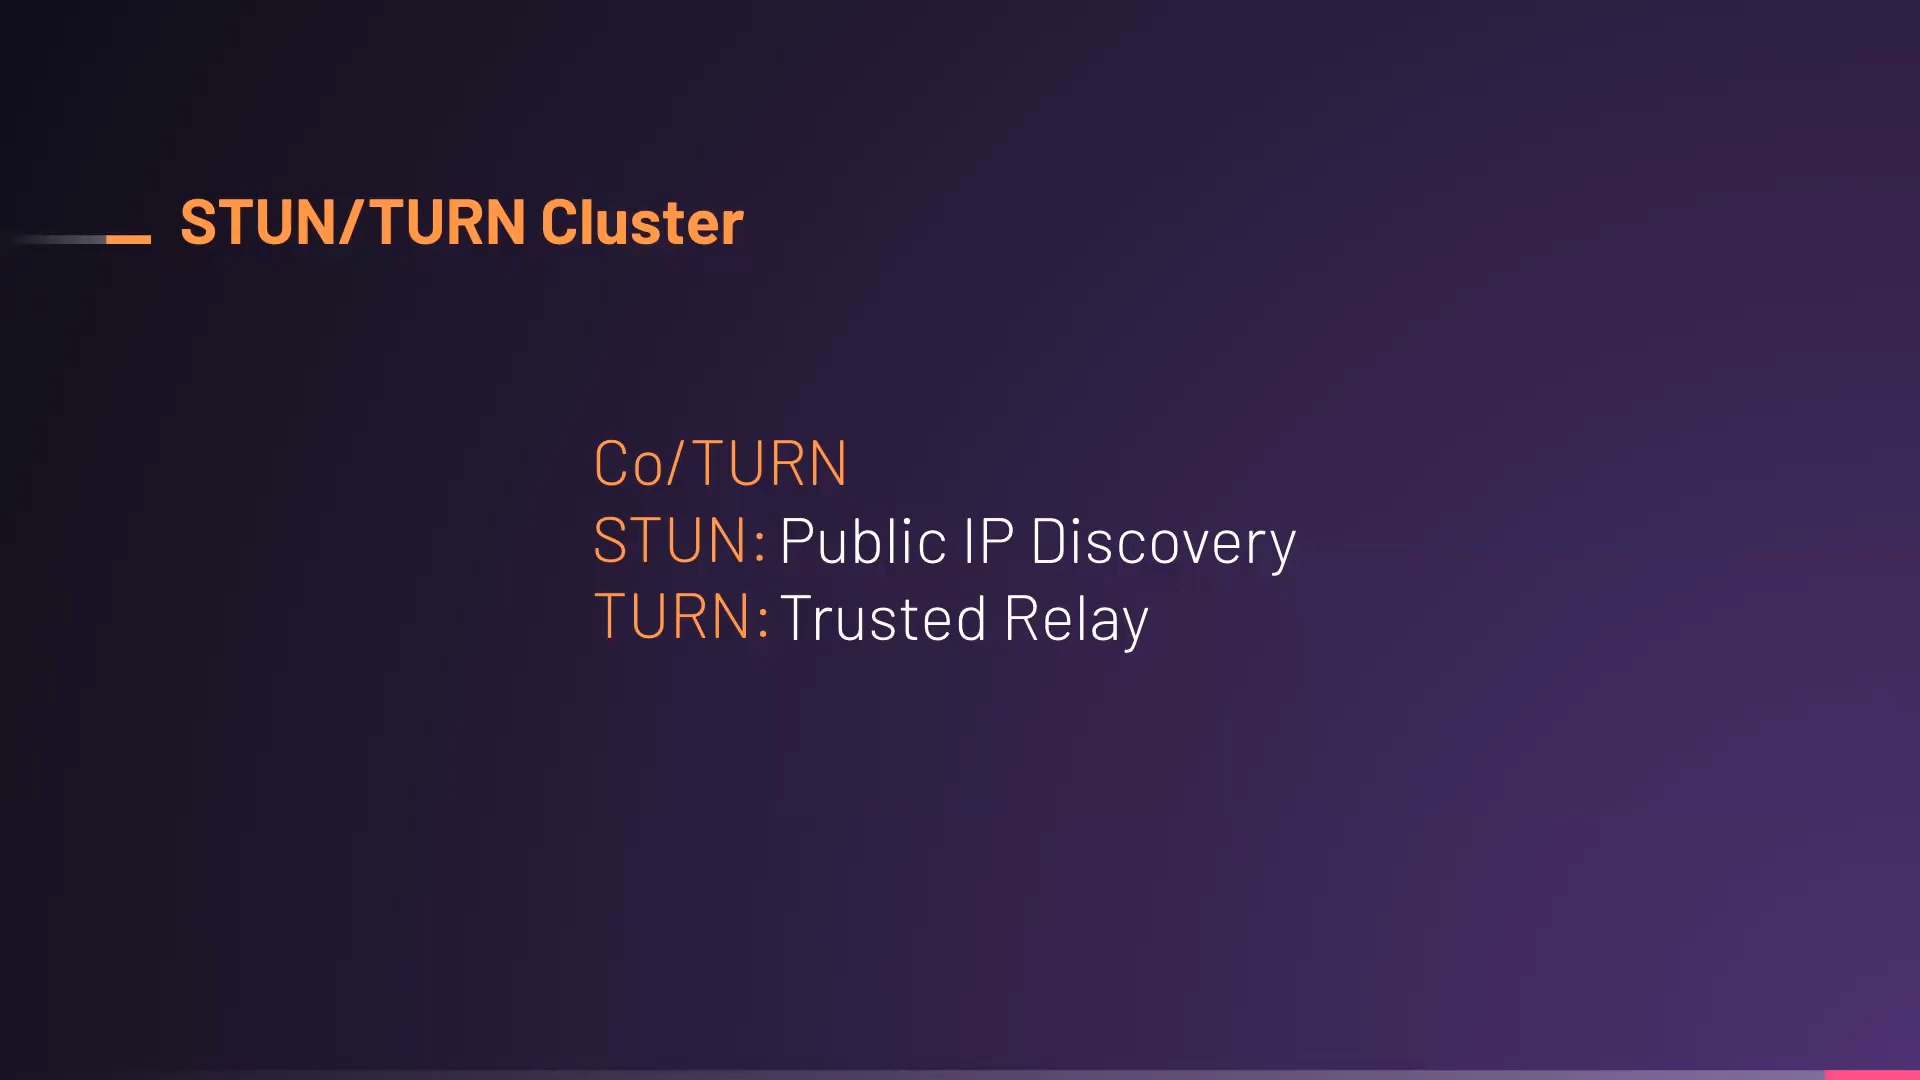 STUN/TURN Cluster
Co/TURN
STUN: Public IP Discovery
TURN: Trusted Relay